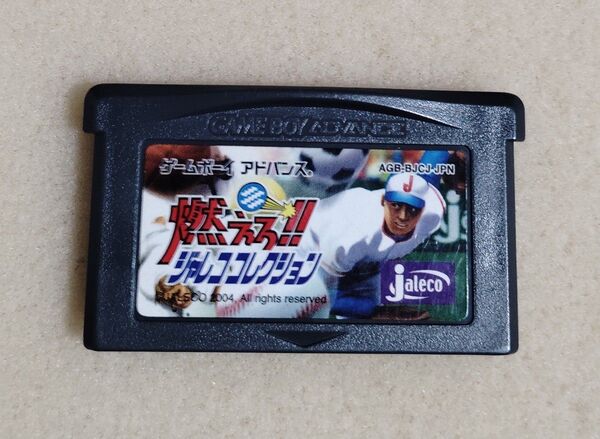 GAME BOY ADVANCE
ゲームボーイ アドバンス®
AGB-BJCJ-JPN
J
燃えろ!!
ジャレココレクション
©JALECO 2004. All rights reserved
jaleco